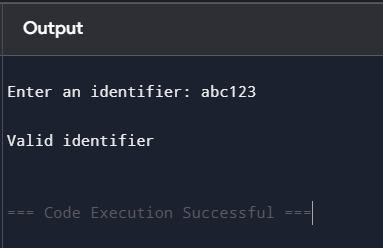 Output
Enter an identifier: abc123
Valid identifier
=== Code Execution Successful ===